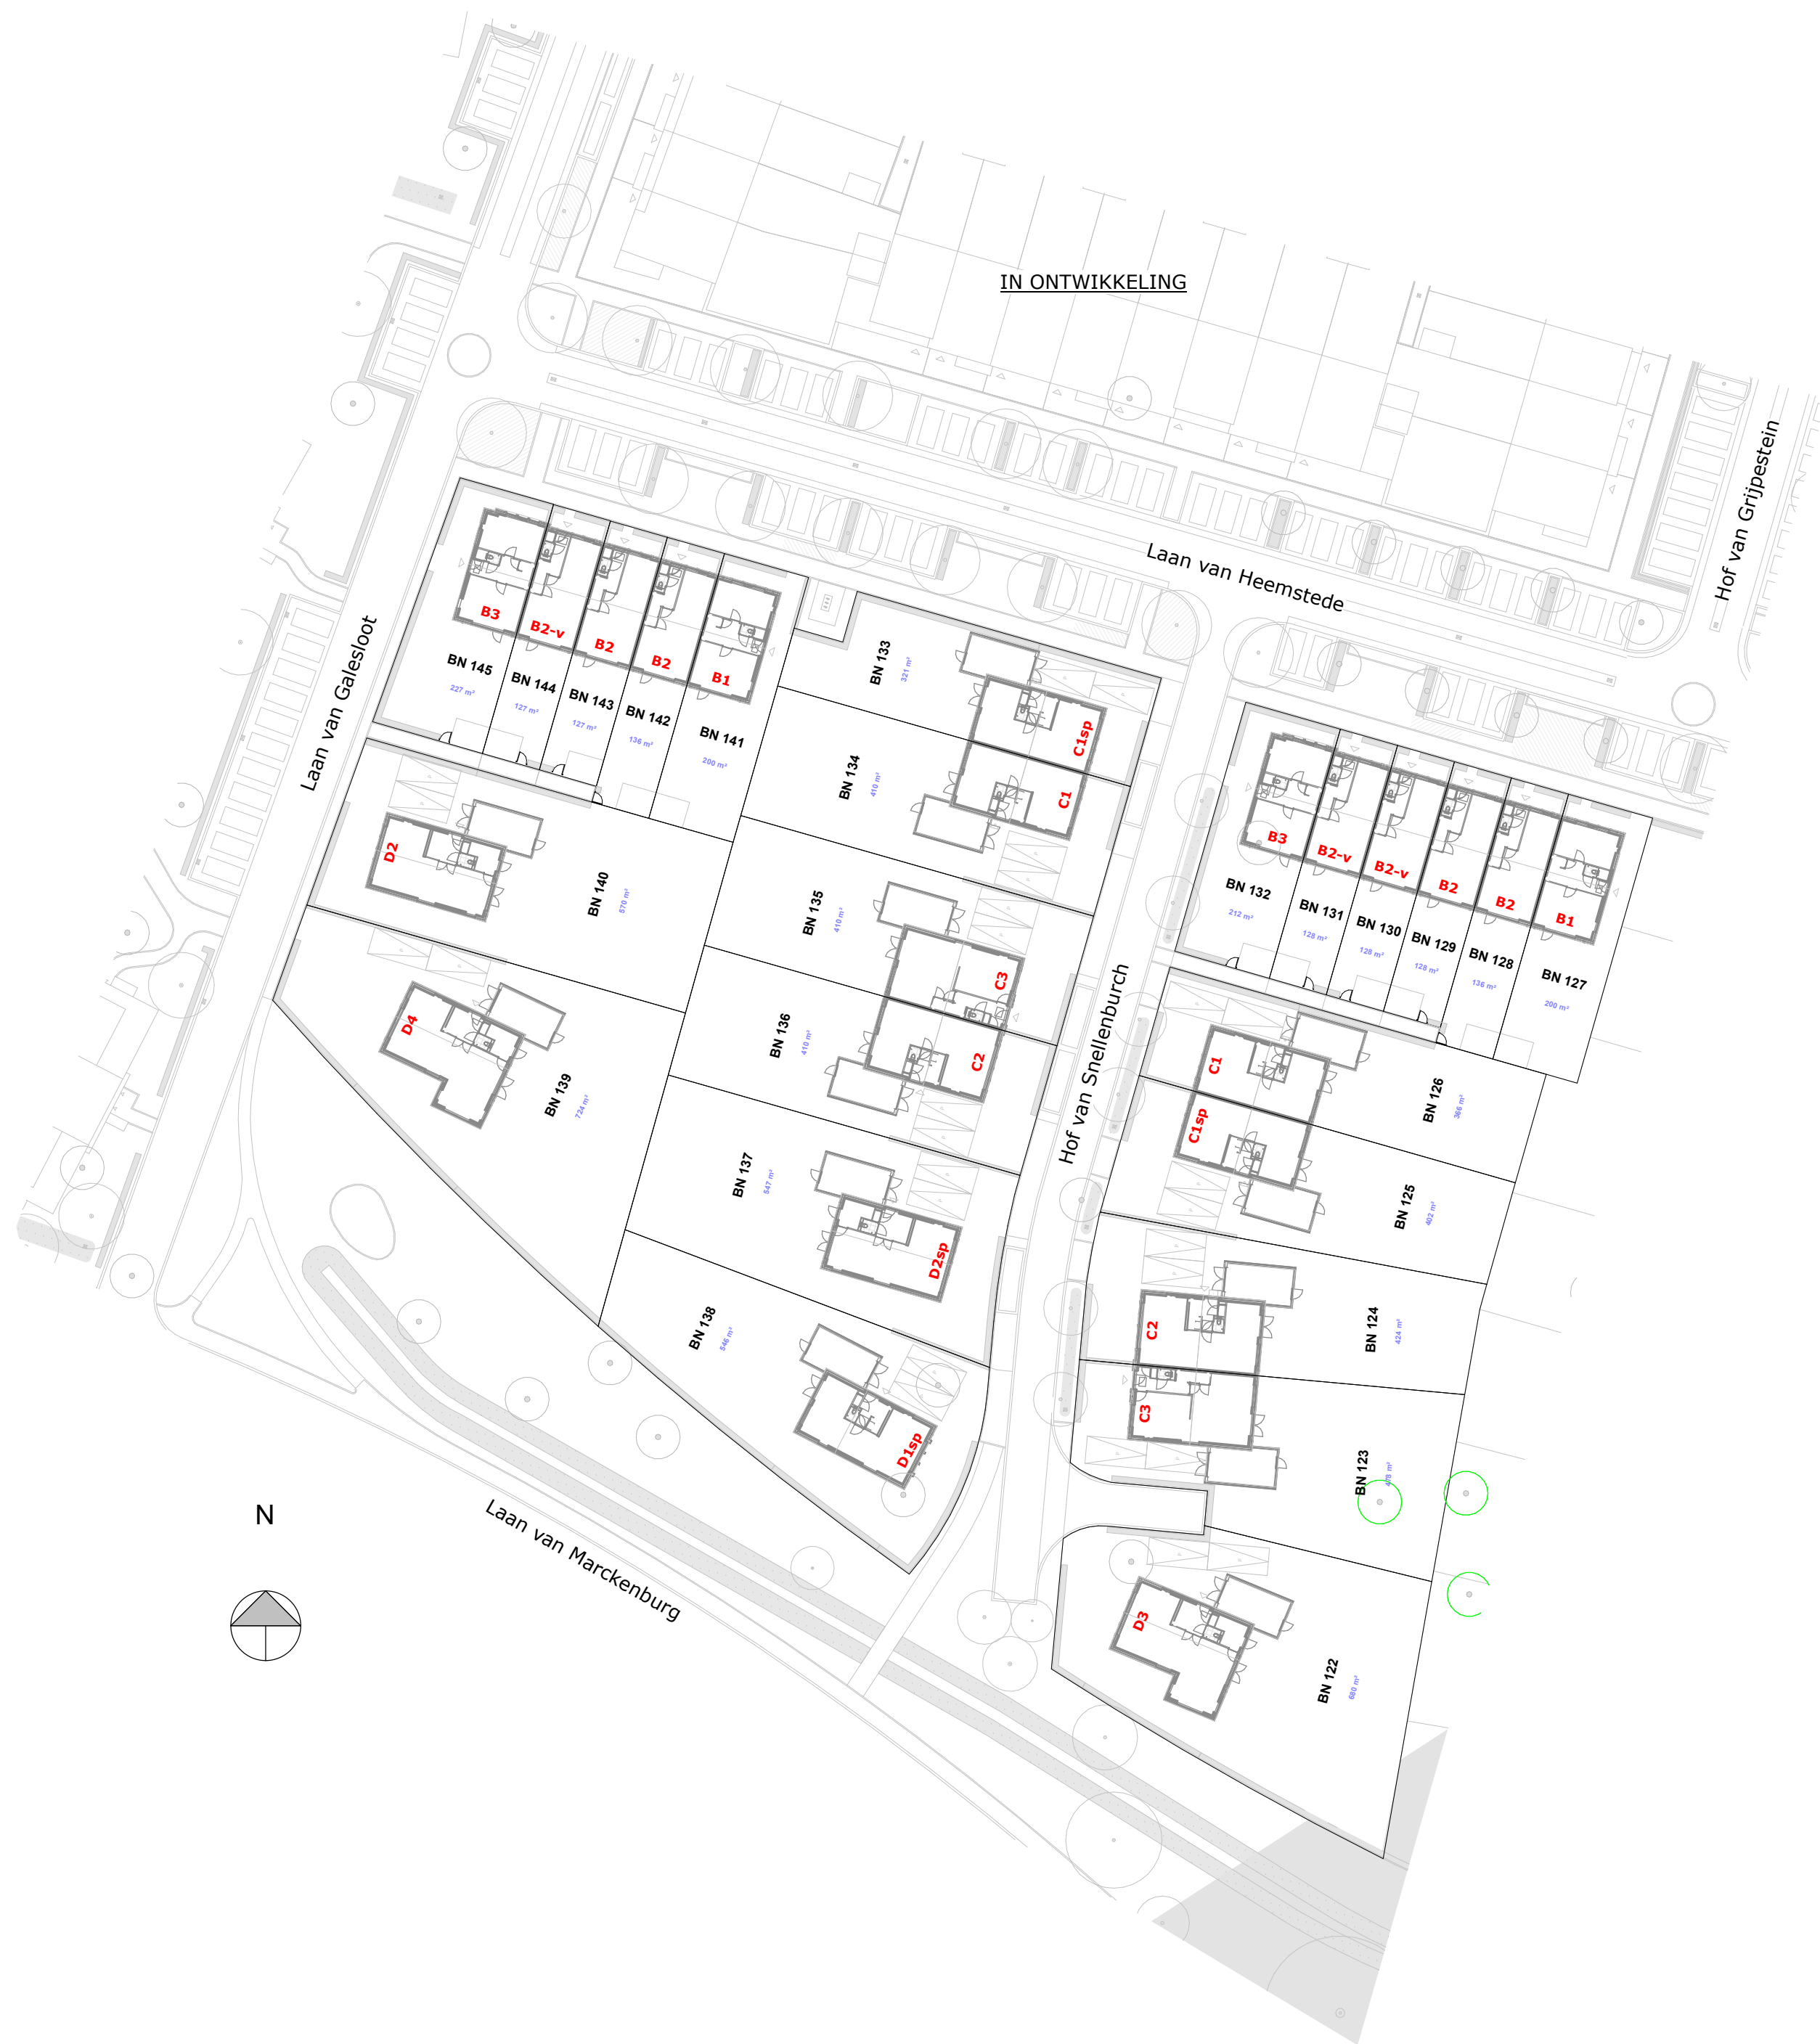 IN ONTWIKKELING
Hof van Grijpestein
Laan van Heemstede
Laan van Galesloot
B3
B2-v
B2
B2
B1
BN 145
227 m²
BN 144
127 m²
BN 143
127 m²
BN 142
136 m²
BN 141
200 m²
BN 133
321 m²
C1sp
BN 134
410 m²
C1
B3
B2-v
B2-v
B2
B2
B1
BN 132
212 m²
BN 131
128 m²
BN 130
128 m²
BN 129
128 m²
BN 128
136 m²
BN 127
200 m²
D2
BN 140
570 m²
BN 135
410 m²
C3
BN 136
410 m²
C2
Hof van Snellenburch
D4
BN 139
724 m²
C1
BN 126
366 m²
C1sp
BN 125
402 m²
BN 137
547 m²
D2sp
BN 138
546 m²
D1sp
C2
BN 124
424 m²
C3
BN 123
D3
BN 122
680 m²
N
Laan van Marckenburg